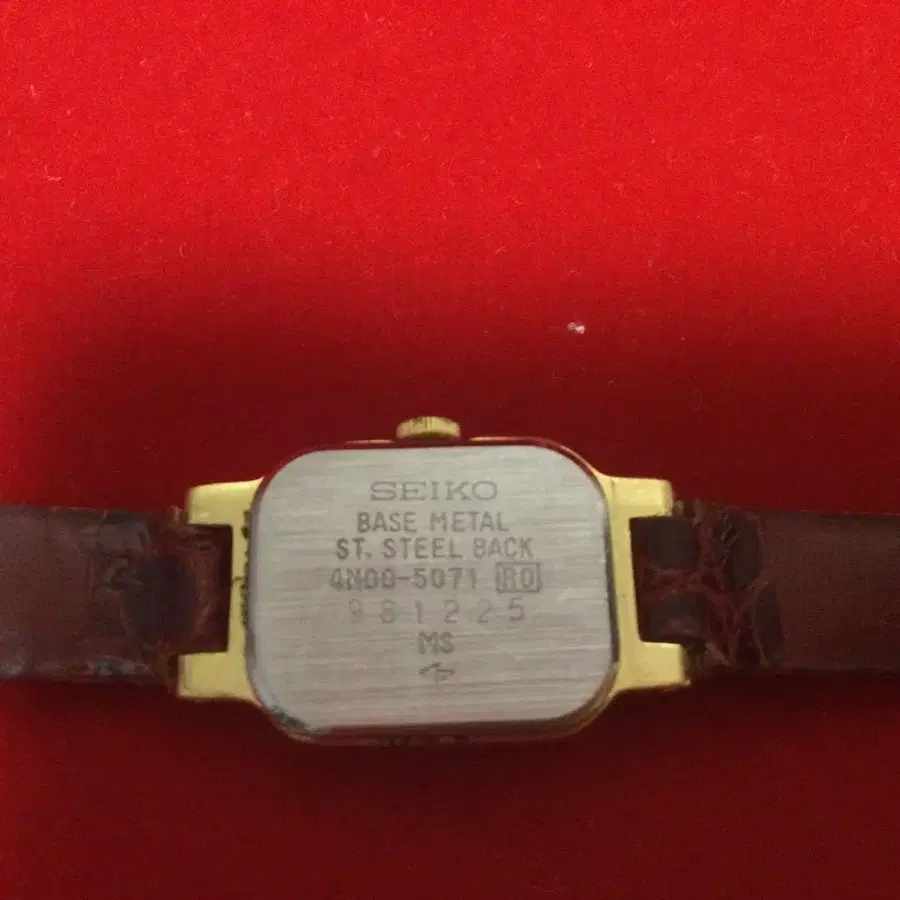 SEIKO
BASE METAL
ST. STEEL BACK
4N00-5071 R0
981225
MS